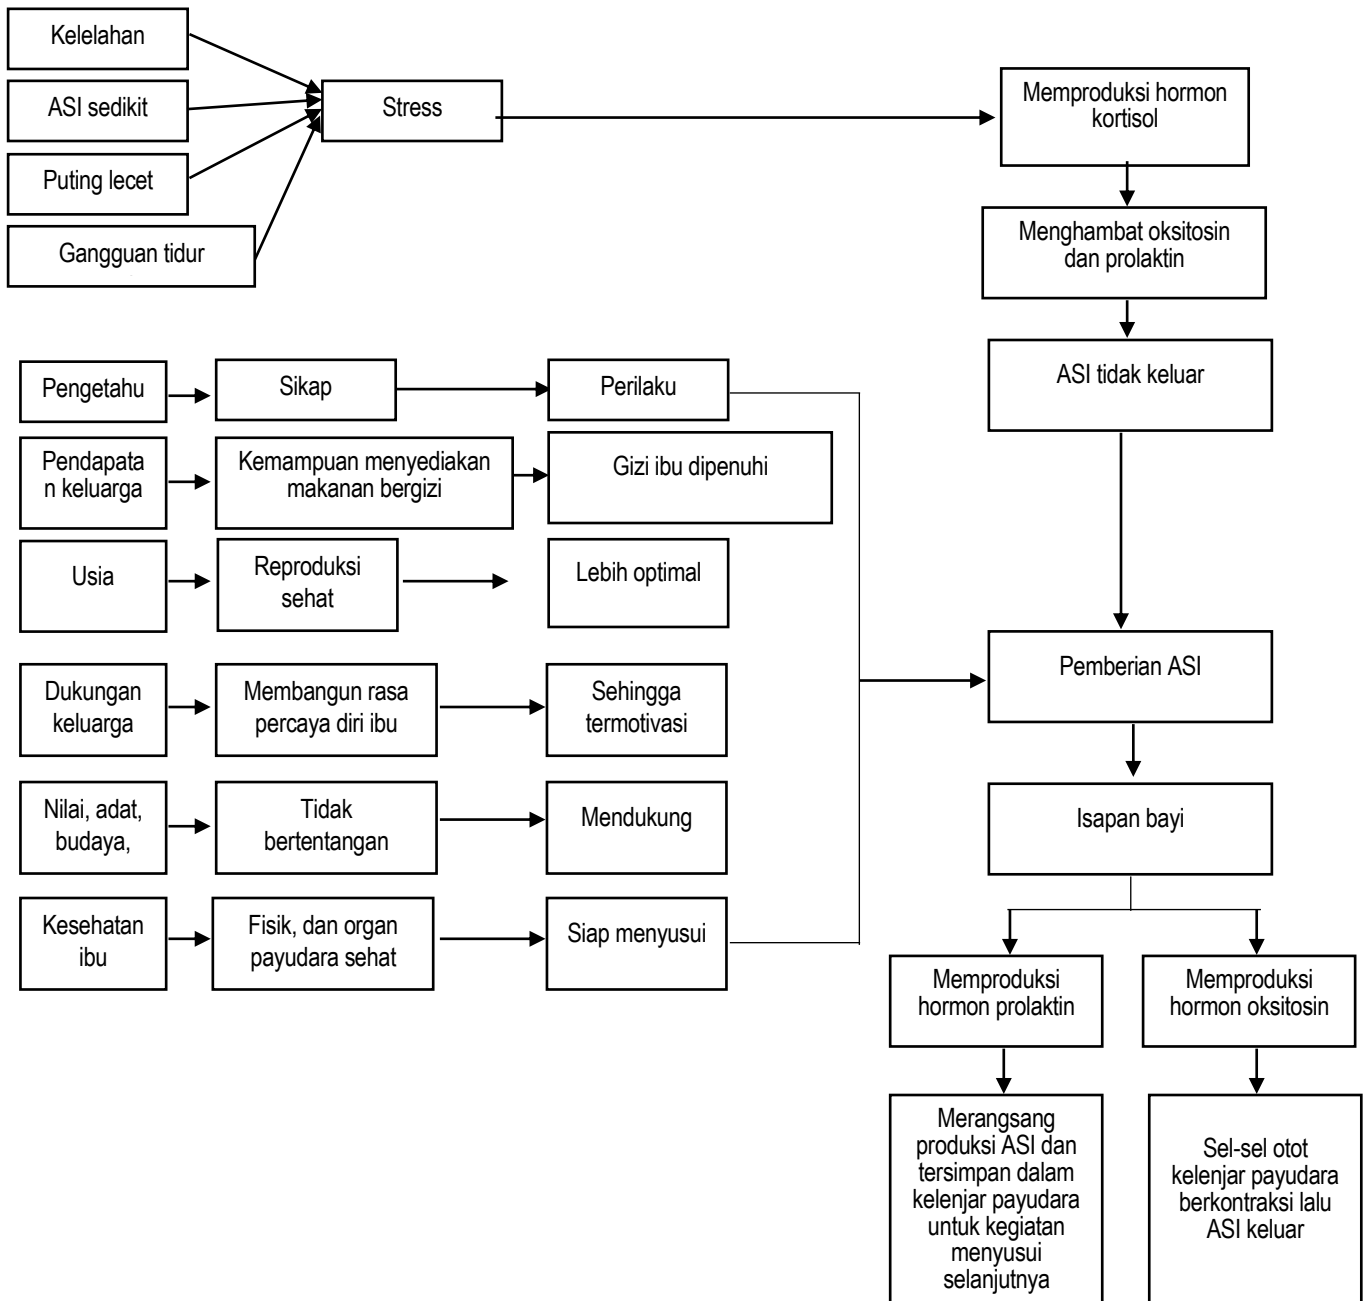 Kelelahan
ASI sedikit
Puting lecet
Gangguan tidur
Stress
Memproduksi hormon
kortisol
Menghambat oksitosin
dan prolaktin
ASI tidak keluar
Pengetahu
Sikap
Perilaku
Pendapata
n keluarga
Kemampuan menyediakan
makanan bergizi
Gizi ibu dipenuhi
Usia
Reproduksi
sehat
Lebih optimal
Dukungan
keluarga
Membangun rasa
percaya diri ibu
Sehingga
termotivasi
Nilai, adat,
budaya,
Tidak
bertentangan
Mendukung
Kesehatan
ibu
Fisik, dan organ
payudara sehat
Siap menyusui
Pemberian ASI
Isapan bayi
Memproduksi
hormon prolaktin
Memproduksi
hormon oksitosin
Merangsang
produksi ASI dan
tersimpan dalam
kelenjar payudara
untuk kegiatan
menyusui
selanjutnya
Sel-sel otot
kelenjar payudara
berkontraksi lalu
ASI keluar